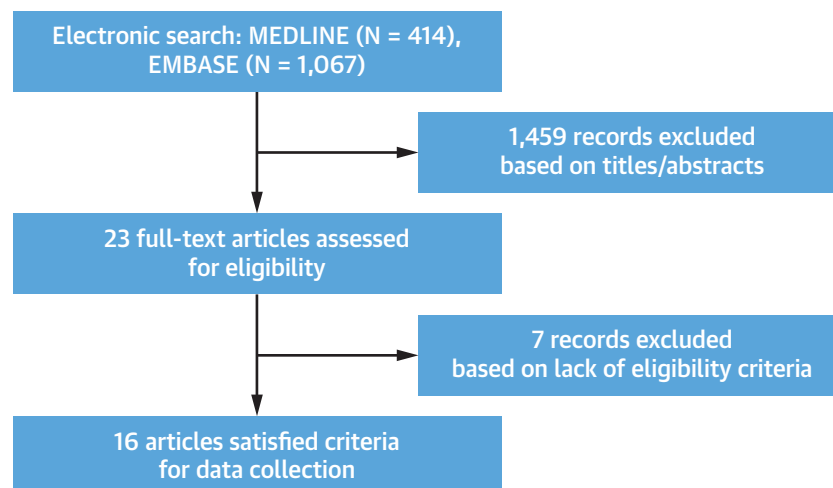 Electronic search: MEDLINE (N = 414),
EMBASE (N = 1,067)
1,459 records excluded
based on titles/abstracts
23 full-text articles assessed
for eligibility
7 records excluded
based on lack of eligibility criteria
16 articles satisfied criteria
for data collection